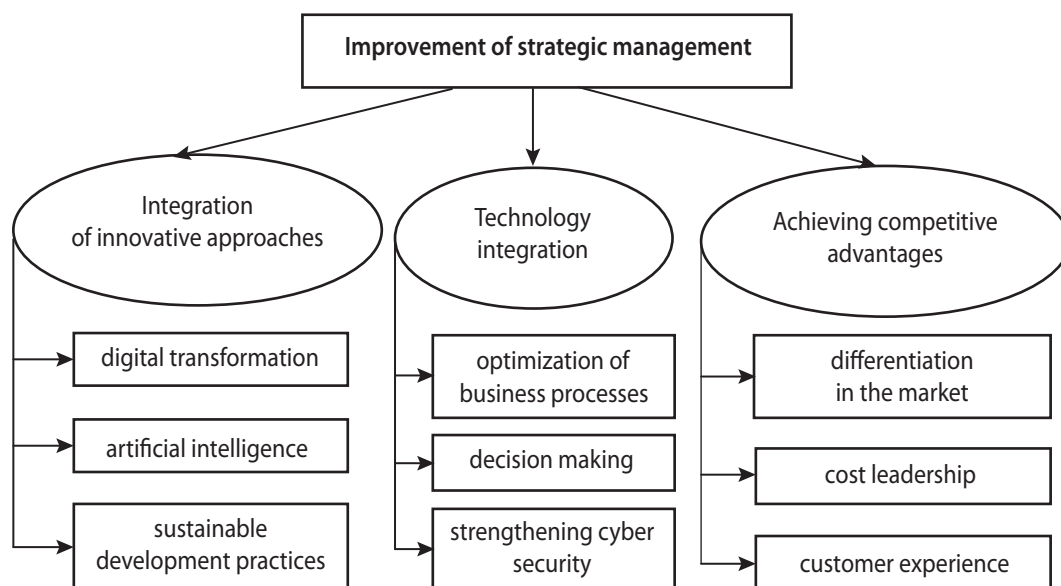 Improvement of strategic management
Integration
of innovative approaches
Technology
integration
Achieving competitive
advantages
digital transformation
artificial intelligence
sustainable
development practices
optimization of
business processes
decision making
strengthening cyber
security
differentiation
in the market
cost leadership
customer experience